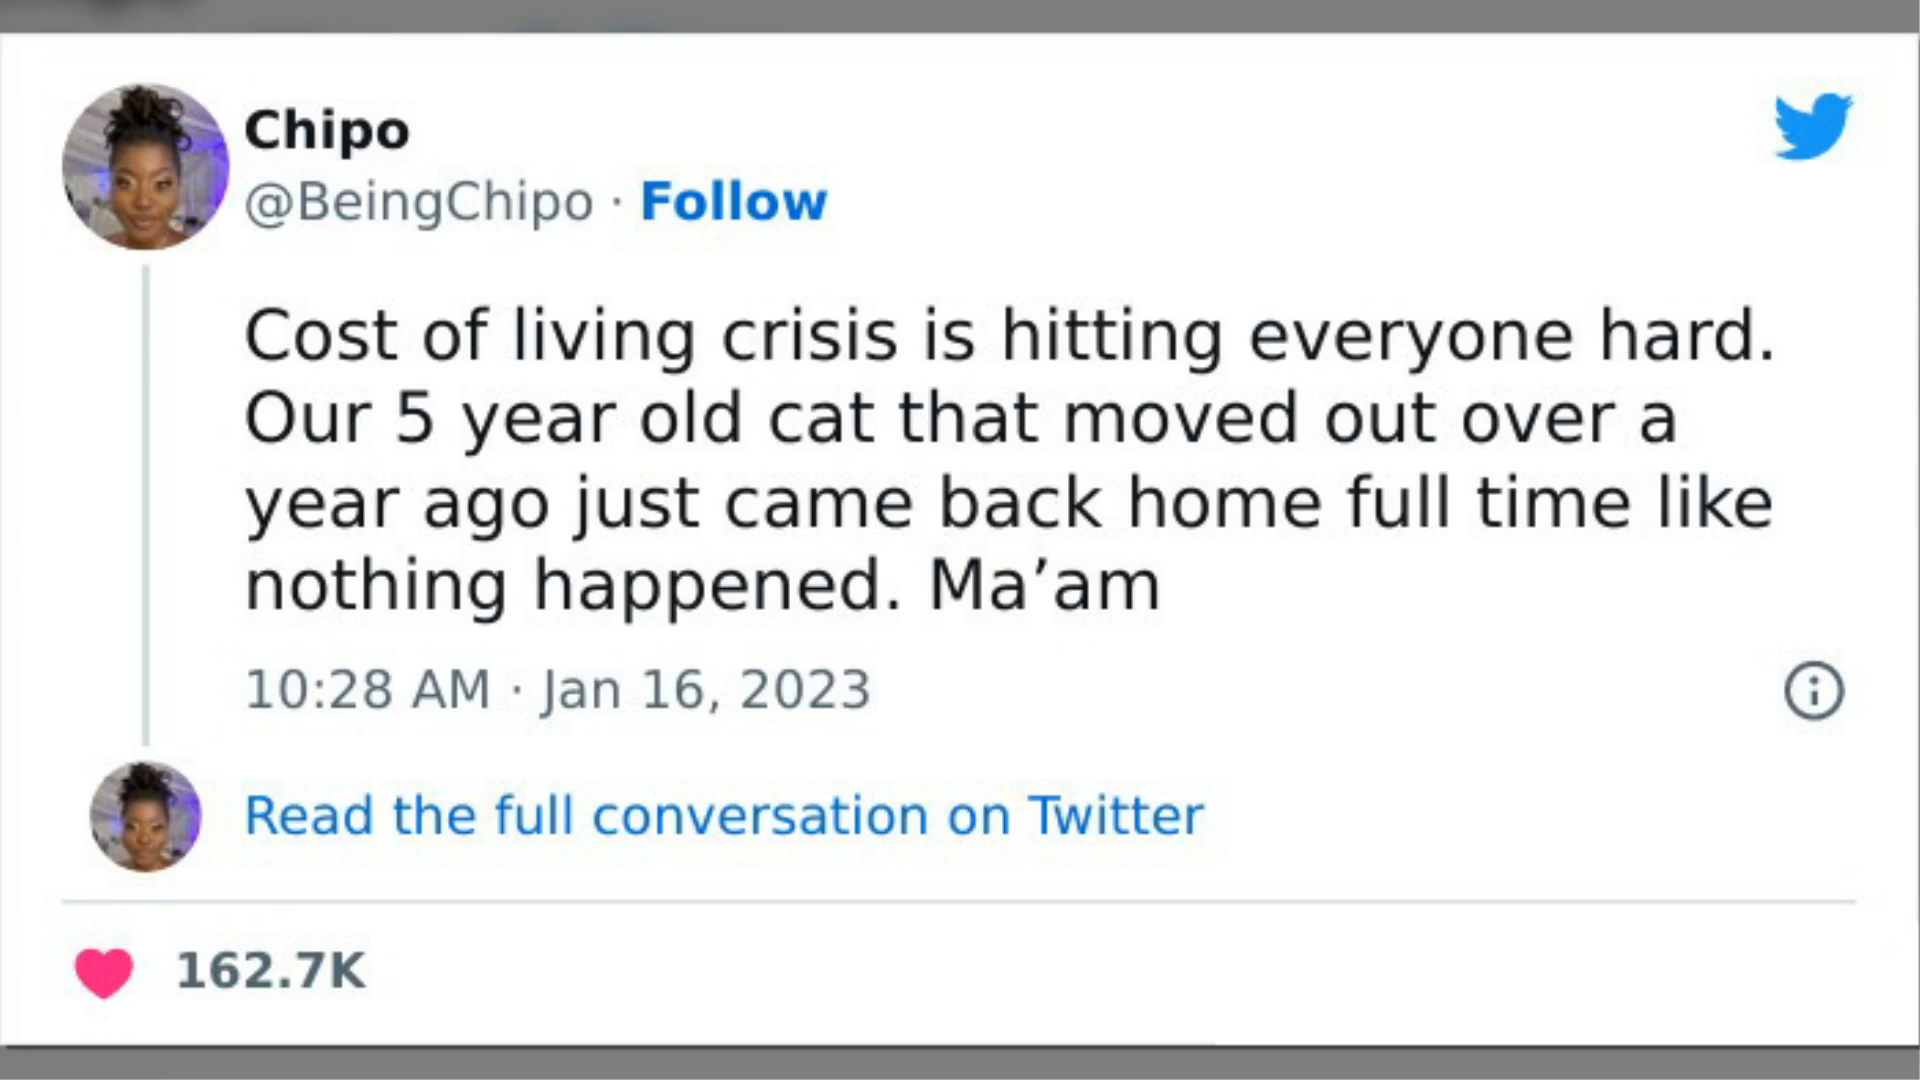 Chipo
@BeingChipo · Follow
Cost of living crisis is hitting everyone hard.
Our 5 year old cat that moved out over a
year ago just came back home full time like
nothing happened. Ma’am
10:28 AM · Jan 16, 2023
Read the full conversation on Twitter
162.7K